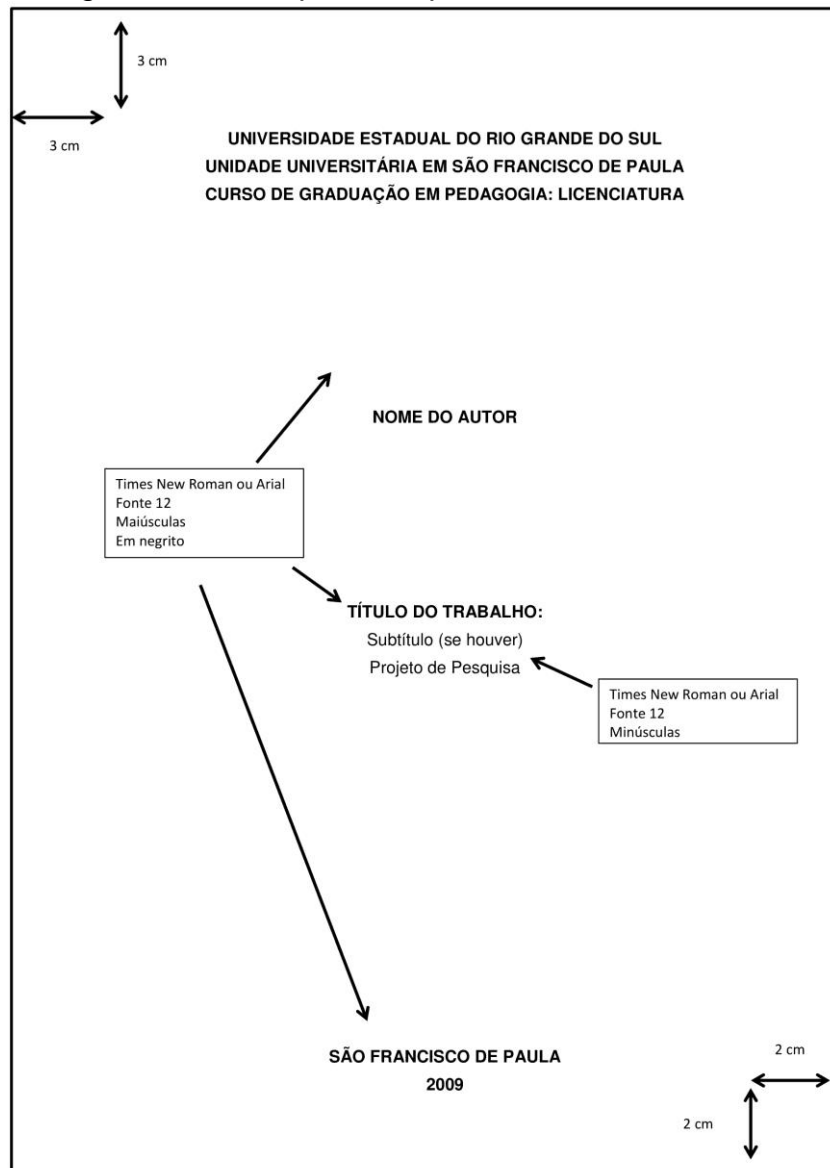 3 cm
3 cm
UNIVERSIDADE ESTADUAL DO RIO GRANDE DO SUL
UNIDADE UNIVERSITÁRIA EM SÃO FRANCISCO DE PAULA
CURSO DE GRADUAÇÃO EM PEDAGOGIA: LICENCIATURA
NOME DO AUTOR
Times New Roman ou Arial
Fonte 12
Maiúsculas
Em negrito
TÍTULO DO TRABALHO:
Subtítulo (se houver)
Projeto de Pesquisa
Times New Roman ou Arial
Fonte 12
Minúsculas
SÃO FRANCISCO DE PAULA
2009
2 cm
2 cm